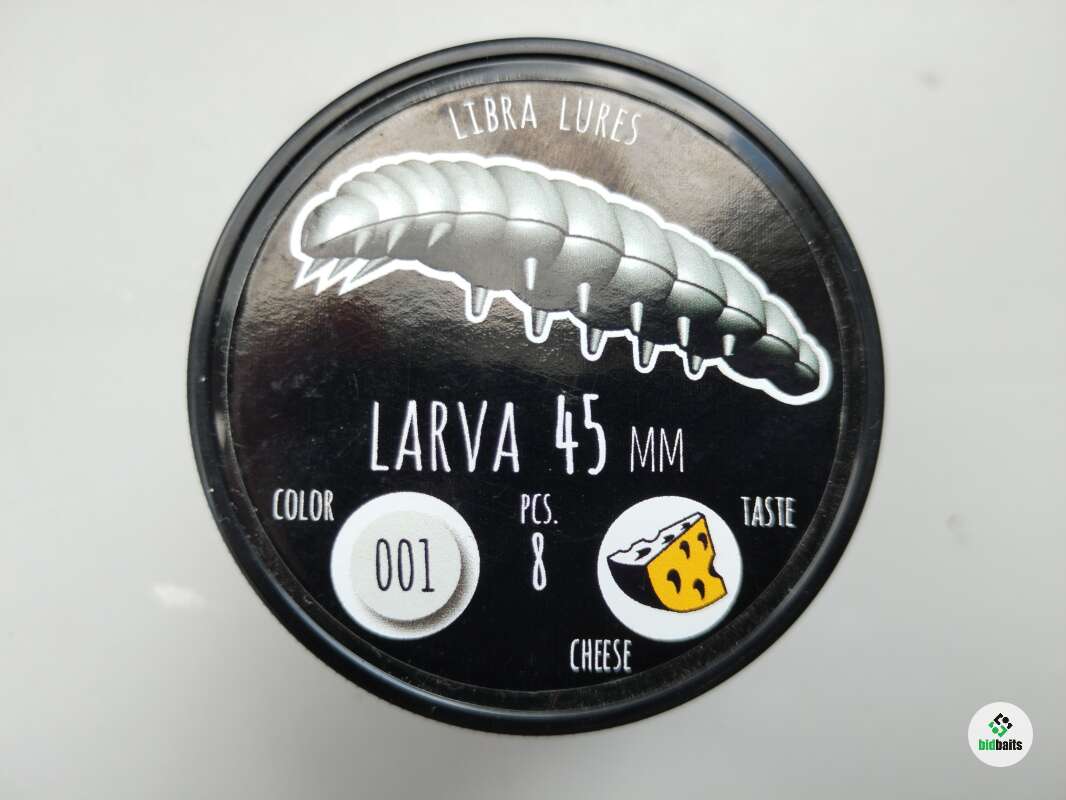 LIBRA LURES
LARVA 45 MM
COLOR
001
PCS.
8
TASTE
CHEESE
bidbaits